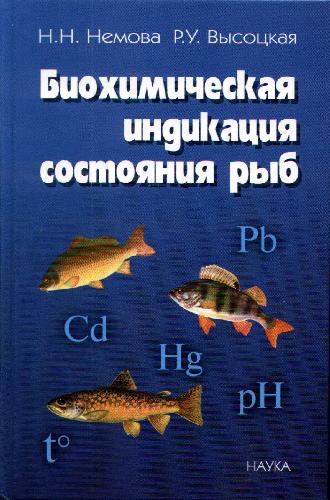 Н.Н. Немова Р.У. Высоцкая
Биохимическая
индикация
состояния рыб
Pb
Cd
Hg
pH
t°
НАУКА